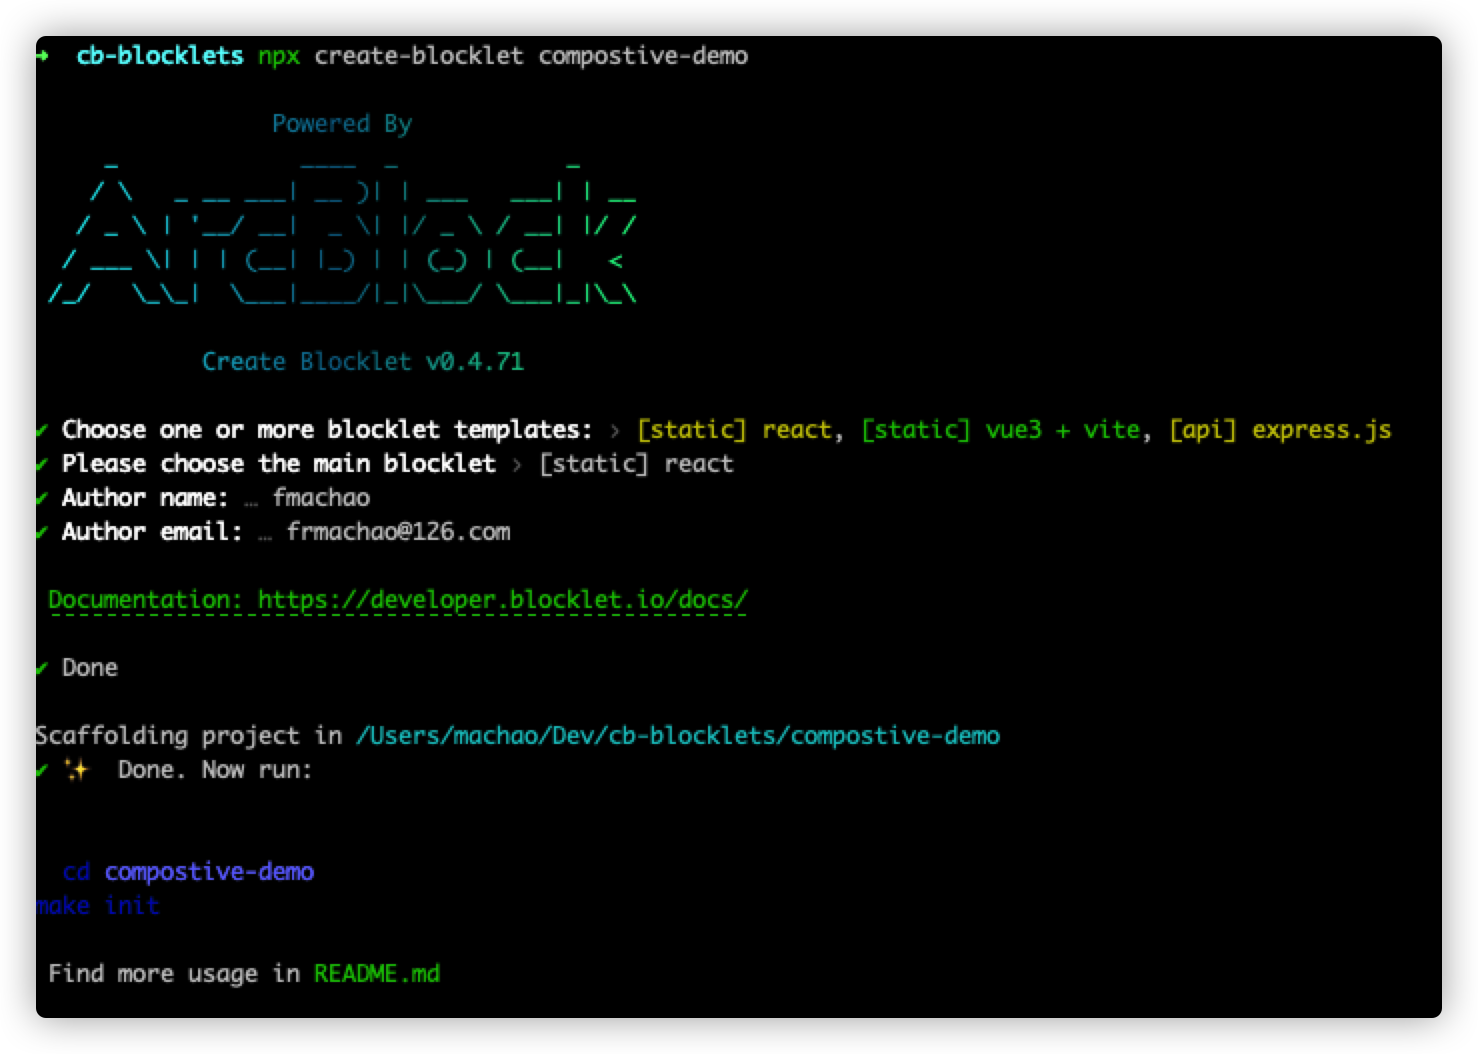 ➜ cb-blocklets npx create-blocklet compostive-demo
Powered By
ArcBlock
Create Blocklet v0.4.71
✔ Choose one or more blocklet templates: › [static] react, [static] vue3 + vite, [api] express.js
✔ Please choose the main blocklet › [static] react
✔ Author name: … fmachao
✔ Author email: … frmachao@126.com
Documentation: https://developer.blocklet.io/docs/
✔ Done
Scaffolding project in /Users/machao/Dev/cb-blocklets/compostive-demo
✔ ✨ Done. Now run:
cd compostive-demo
make init
Find more usage in README.md